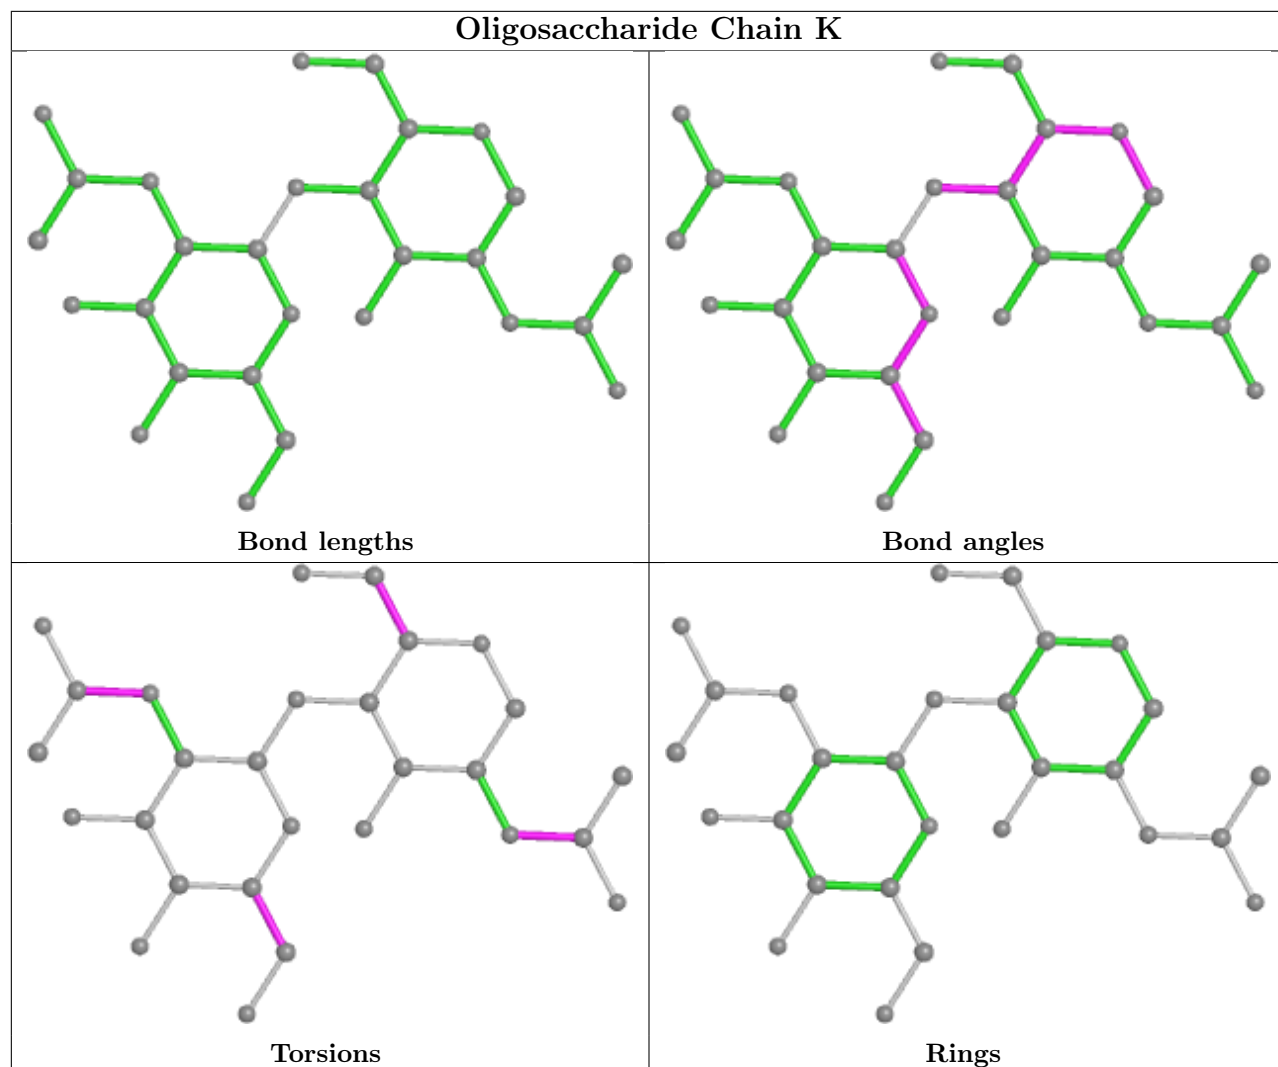 Oligosaccharide Chain K
Bond lengths
Bond angles
Torsions
Rings